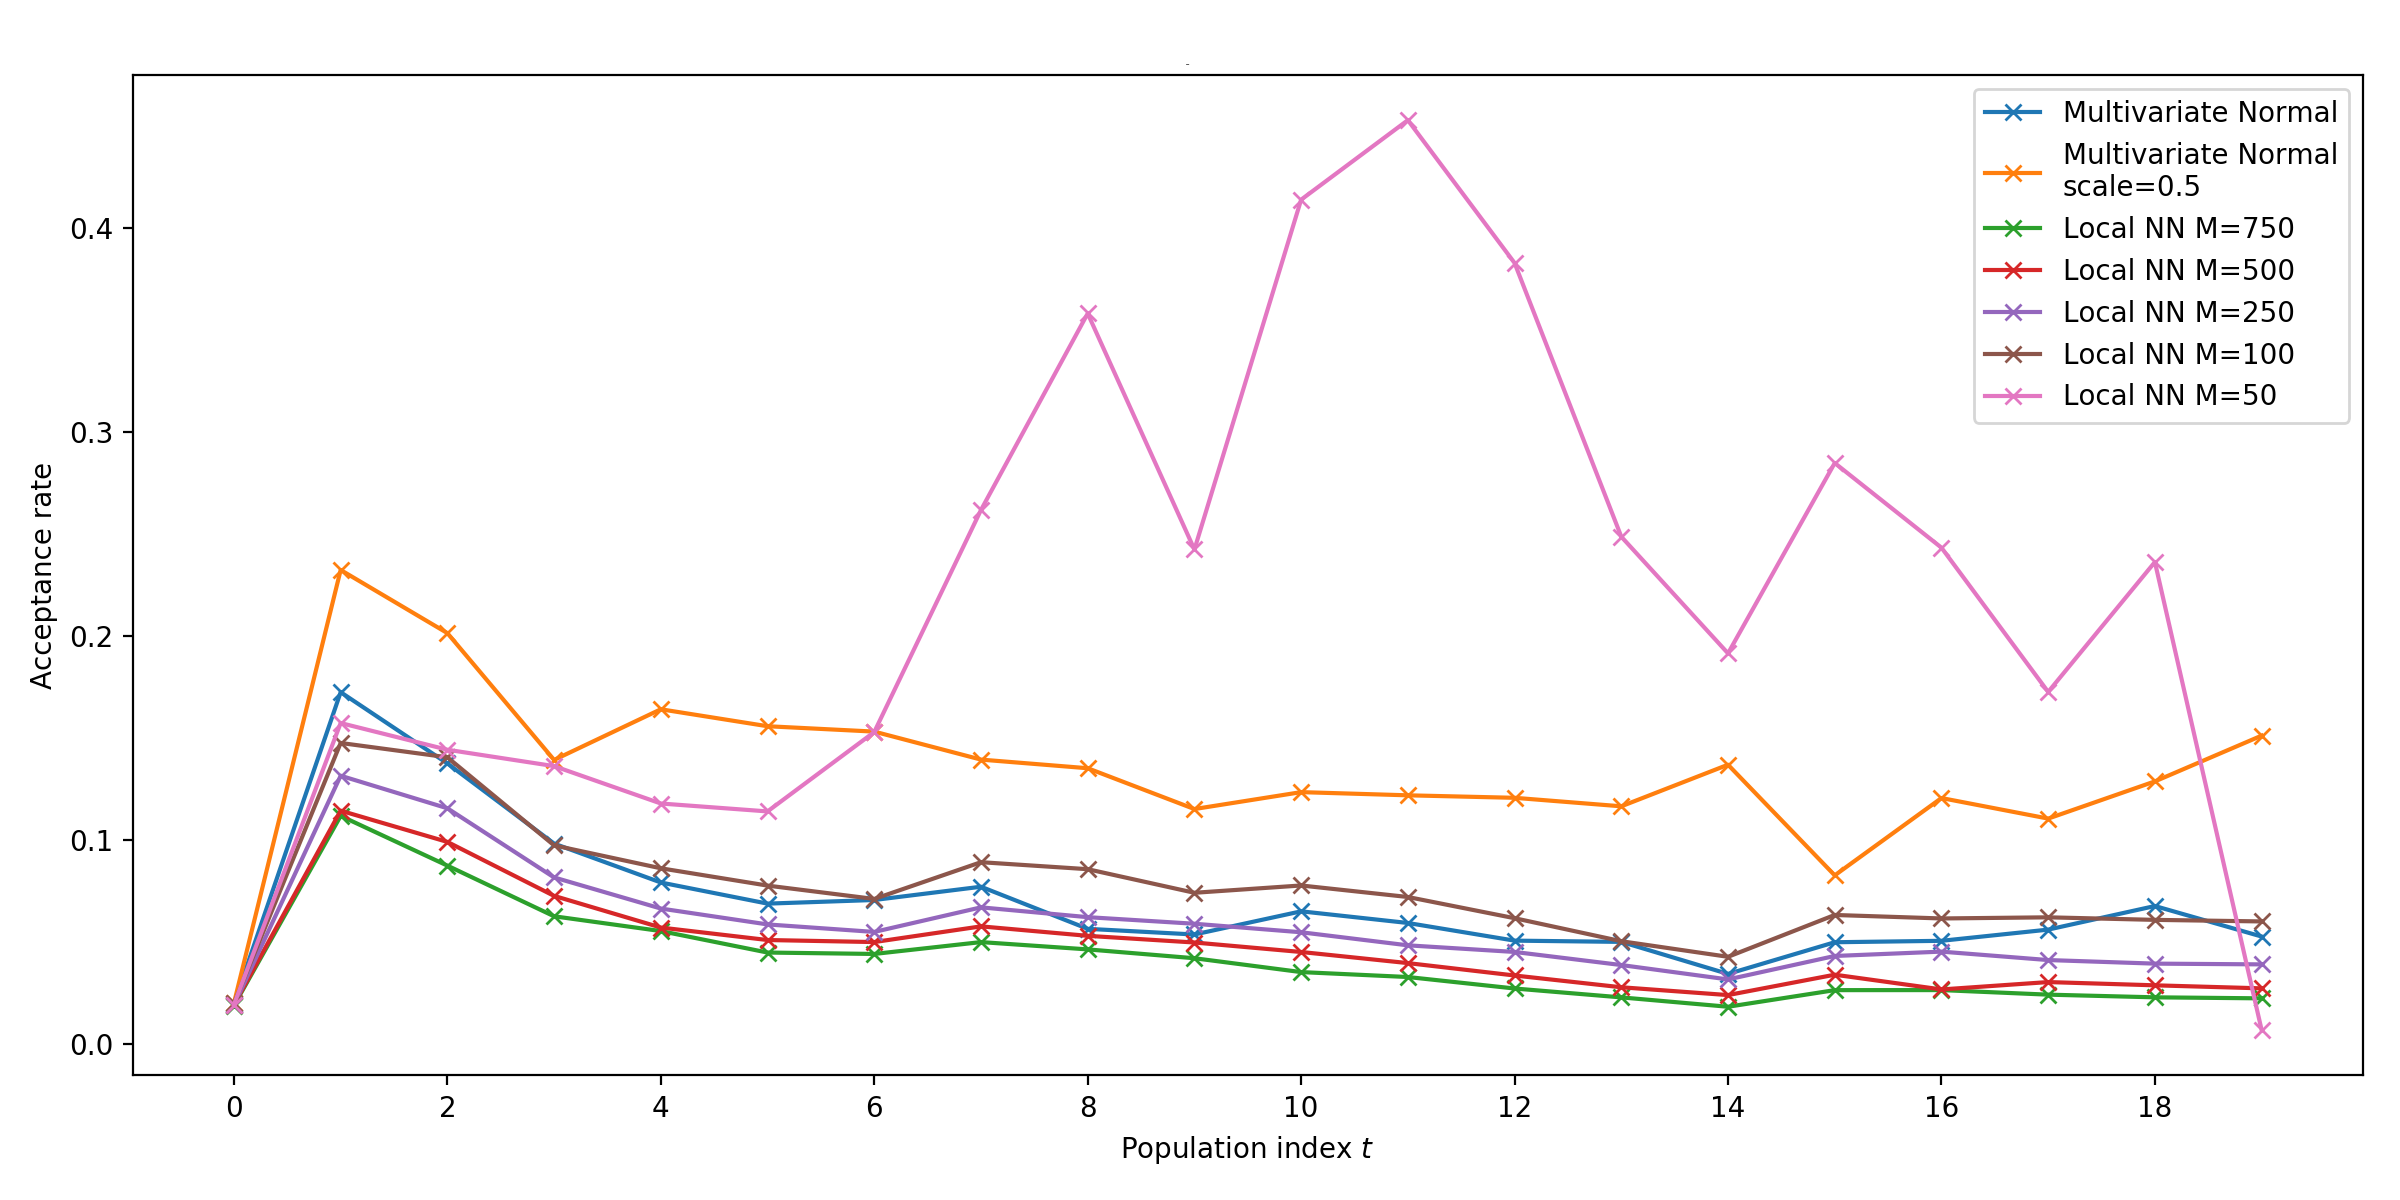 Multivariate Normal
Multivariate Normal
scale=0.5
Local NN M=750
Local NN M=500
Local NN M=250
Local NN M=100
Local NN M=50
Acceptance rate
0.4
0.3
0.2
0.1
0.0
0 2 4 6 8 10 12 14 16 18
Population index t